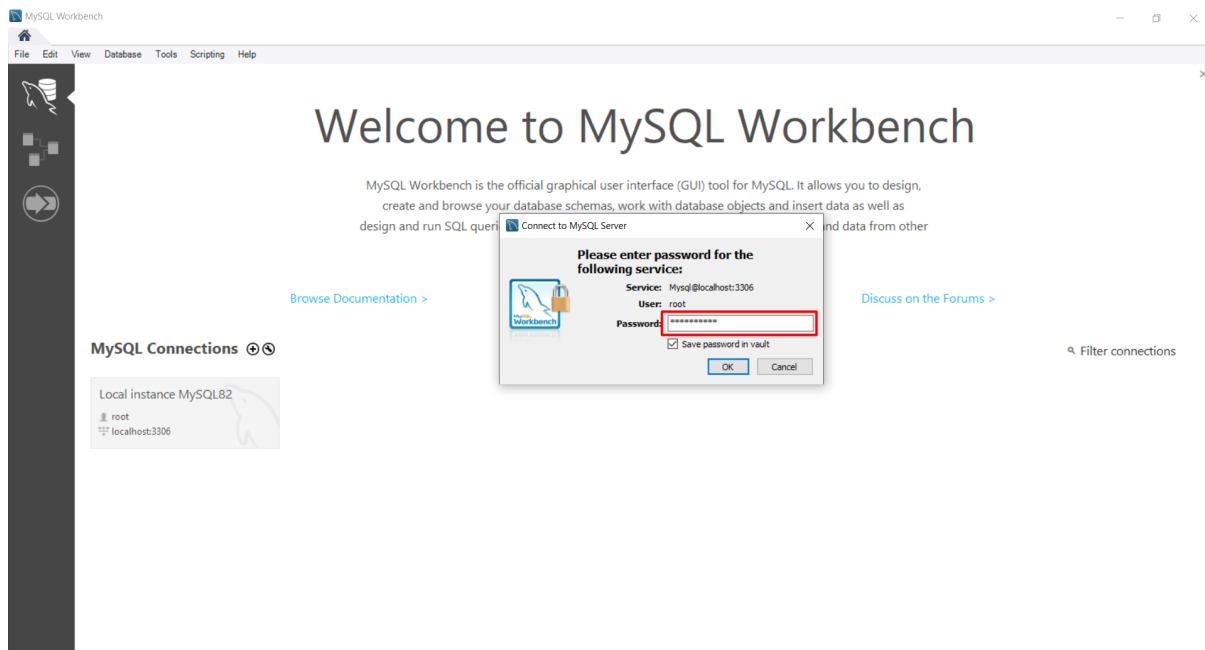 MySQL Workbench
File Edit View Database Tools Scripting Help
Welcome to MySQL Workbench
MySQL Workbench is the official graphical user interface (GUI) tool for MySQL. It allows you to design,
create and browse your database schemas, work with database objects and insert data as well as
design and run SQL queri nd data from other
Connect to MySQL Server
Please enter password for the
following service:
Service: Mysql@localhost:3306
User: root
Password: **********
Save password in vault
OK Cancel
Workbench
Browse Documentation >
Discuss on the Forums >
MySQL Connections
Filter connections
Local instance MySQL82
root
localhost:3306